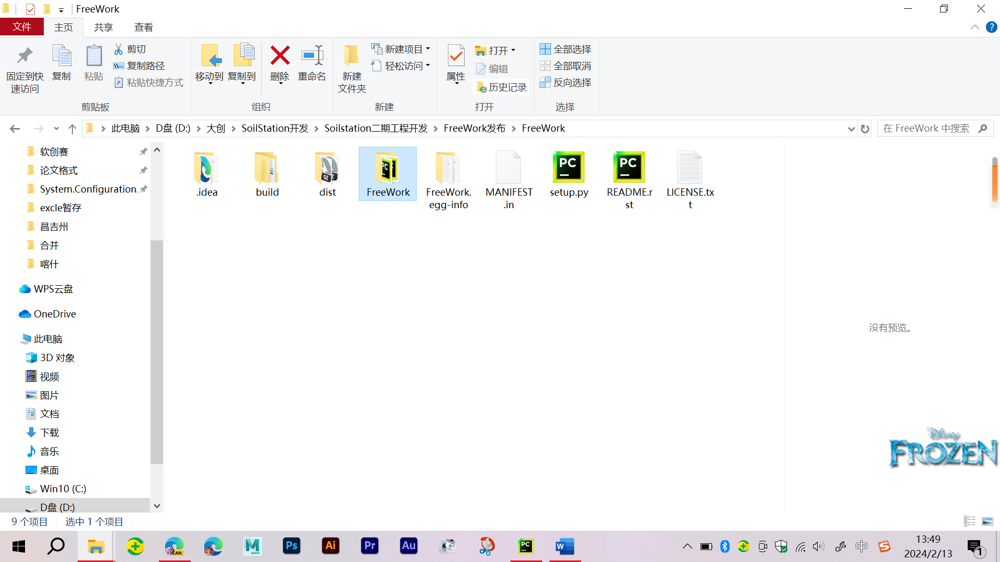 FreeWork
文件
主页
共享
查看
固定到快
速访问
复制
粘贴
剪切
复制路径
粘贴快捷方式
剪贴板
移动到
复制到
删除
重命名
组织
新建
文件夹
新建项目
轻松访问
新建
属性
打开
编辑
历史记录
打开
全部选择
全部取消
反向选择
选择
此电脑
D盘 (D:)
大创
SoilStation开发
Soilstation二期工程开发
FreeWork发布
FreeWork
在 FreeWork 中搜索
软创赛
论文格式
System.Configuration.
excle暂存
昌吉州
合并
喀什
WPS云盘
OneDrive
此电脑
3D 对象
视频
图片
文档
下载
音乐
桌面
Win10 (C:)
D盘 (D:)
.idea
build
GZ
Z
dist
PC
FreeWork
FreeWork.
egg-info
MANIFEST
.in
PC
setup.py
PC
README.r
st
LICENSE.tx
t
没有预览。
Disney
FROZEN
9 个项目
选中 1 个项目
CAN
M
MAYA
Ps
Ai
Pr
Au
PC
W
中
S
13:49
2024/2/13
1